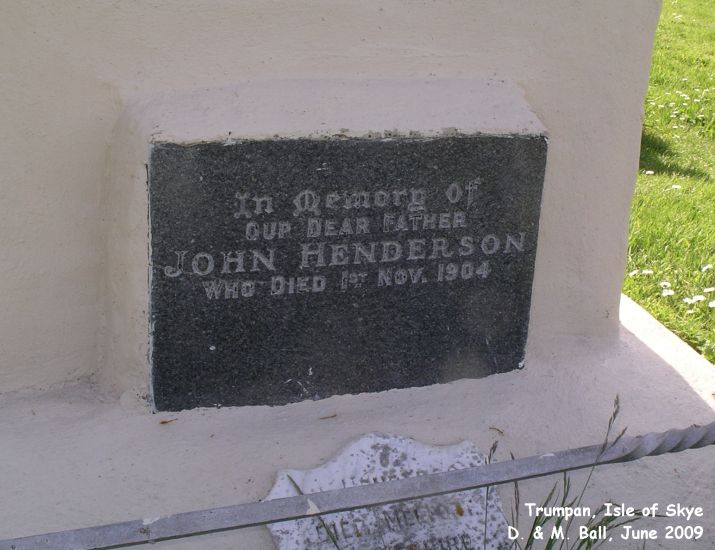 In Memory of
OUR DEAR FATHER
JOHN HENDERSON
WHO DIED 1ST NOV. 1904
Trumpan, Isle of Skye
D. & M. Ball, June 2009